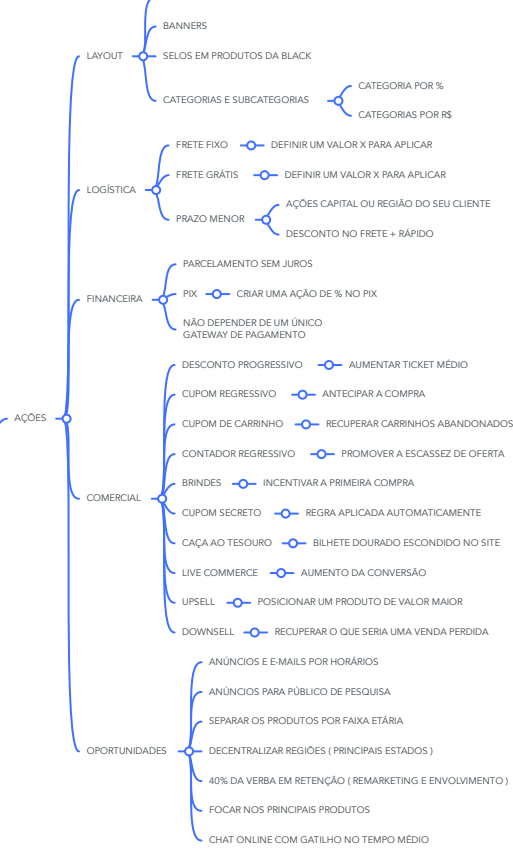 BANNERS
LAYOUT
SELOS EM PRODUTOS DA BLACK
CATEGORIAS E SUBCATEGORIAS
CATEGORIA POR %
CATEGORIAS POR R$
LOGÍSTICA
FRETE FIXO
DEFINIR UM VALOR X PARA APLICAR
FRETE GRÁTIS
DEFINIR UM VALOR X PARA APLICAR
PRAZO MENOR
AÇÕES CAPITAL OU REGIÃO DO SEU CLIENTE
DESCONTO NO FRETE + RÁPIDO
FINANCEIRA
PARCELAMENTO SEM JUROS
PIX
CRIAR UMA AÇÃO DE % NO PIX
NÃO DEPENDER DE UM ÚNICO
GATEWAY DE PAGAMENTO
AÇÕES
COMERCIAL
DESCONTO PROGRESSIVO
AUMENTAR TICKET MÉDIO
CUPOM REGRESSIVO
ANTECIPAR A COMPRA
CUPOM DE CARRINHO
RECUPERAR CARRINHOS ABANDONADOS
CONTADOR REGRESSIVO
PROMOVER A ESCASSEZ DE OFERTA
BRINDES
INCENTIVAR A PRIMEIRA COMPRA
CUPOM SECRETO
REGRA APLICADA AUTOMATICAMENTE
CAÇA AO TESOURO
BILHETE DOURADO ESCONDIDO NO SITE
LIVE COMMERCE
AUMENTO DA CONVERSÃO
UPSELL
POSICIONAR UM PRODUTO DE VALOR MAIOR
DOWNSELL
RECUPERAR O QUE SERIA UMA VENDA PERDIDA
OPORTUNIDADES
ANÚNCIOS E E-MAILS POR HORÁRIOS
ANÚNCIOS PARA PÚBLICO DE PESQUISA
SEPARAR OS PRODUTOS POR FAIXA ETÁRIA
DECENTRALIZAR REGIÕES ( PRINCIPAIS ESTADOS )
40% DA VERBA EM RETENÇÃO ( REMARKETING E ENVOLVIMENTO )
FOCAR NOS PRINCIPAIS PRODUTOS
CHAT ONLINE COM GATILHO NO TEMPO MÉDIO